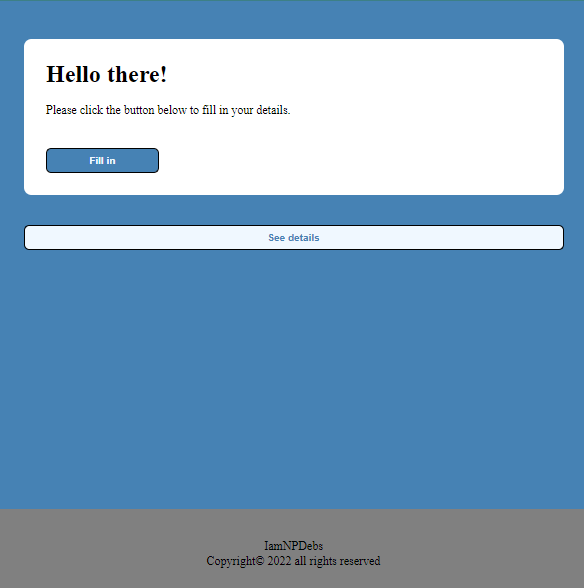 Hello there!
Please click the button below to fill in your details.
Fill in
See details
IamNPDebs
Copyright© 2022 all rights reserved